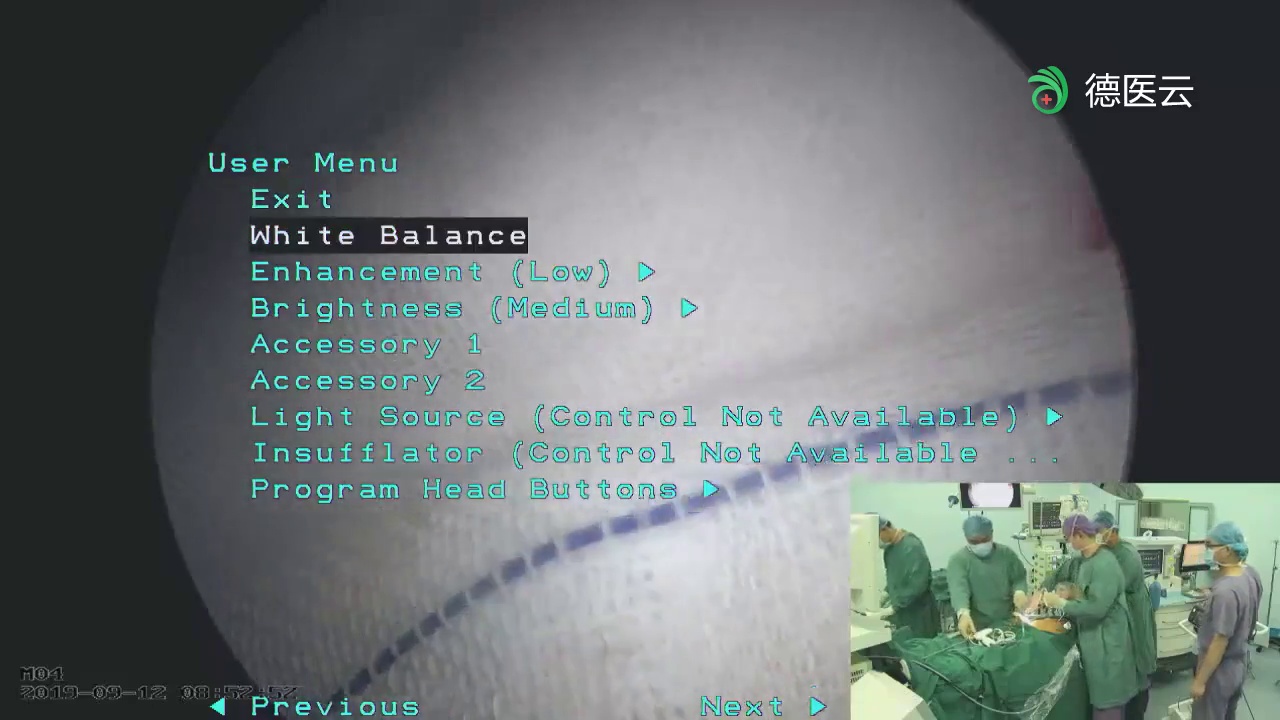 德医云
User Menu
Exit
White Balance
Enhancement (Low) ▶
Brightness (Medium) ▶
Accessory 1
Accessory 2
Light Source (Control Not Available) ▶
Insufflator (Control Not Available ...
Program Head Buttons ▶
M04
2019-09-12 08:52:52
◀ Previous
Next ▶